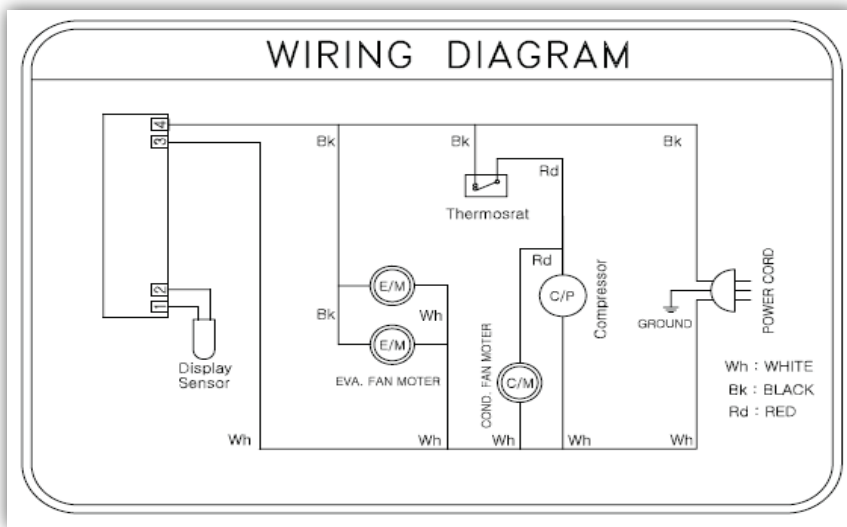 WIRING DIAGRAM
4
3
Bk
Bk
Bk
Rd
Thermosrat
2
1
E/M
Wh
Rd
C/P
Compressor
POWER CORD
GROUND
Bk
E/M
Display
Sensor
EVA. FAN MOTER
COND. FAN MOTER
C/M
Wh : WHITE
Bk : BLACK
Rd : RED
Wh
Wh
Wh
Wh
Wh